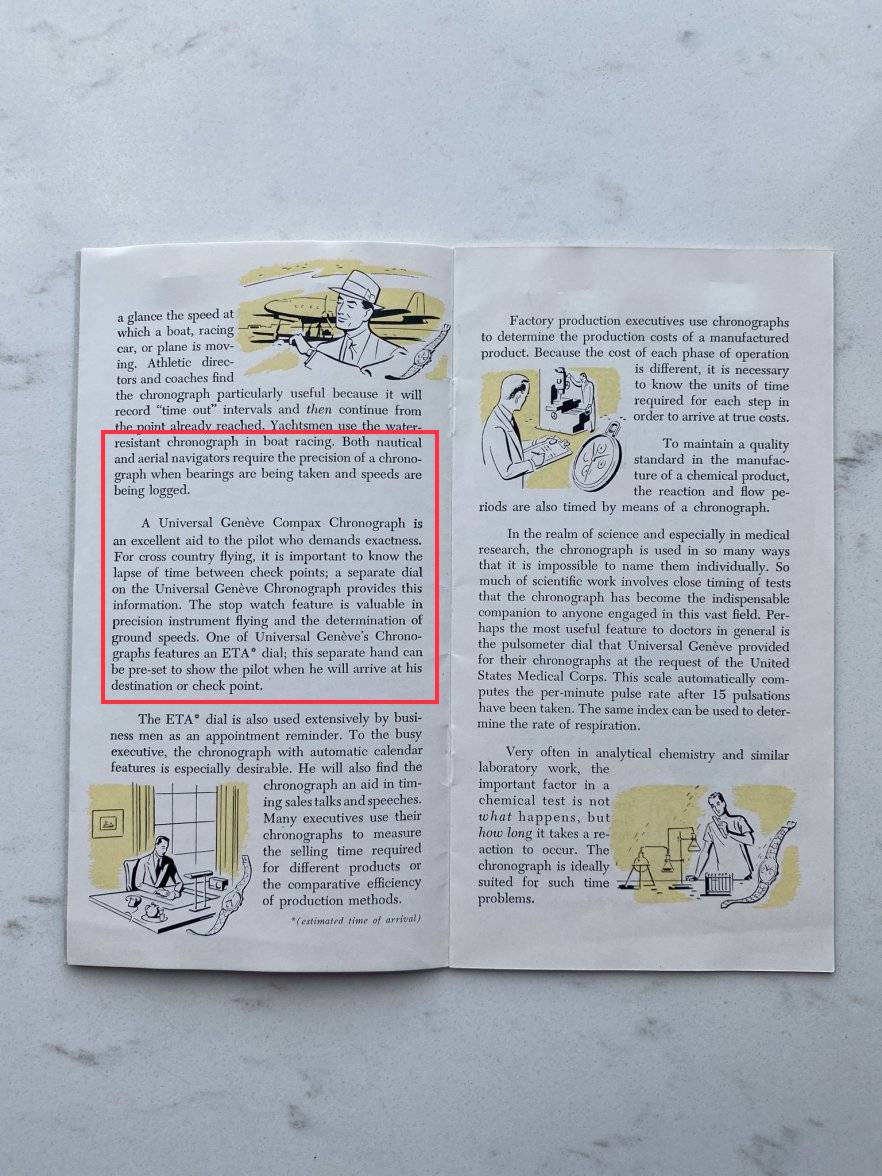 a glance the speed at
which a boat, racing
car, or plane is mov-
ing. Athletic direc-
tors and coaches find
the chronograph particularly useful because it will
record "time out" intervals and then continue from
the point already reached. Yachtsmen use the water-
resistant chronograph in boat racing. Both nautical
and aerial navigators require the precision of a chrono-
graph when bearings are being taken and speeds are
being logged.
A Universal Genève Compax Chronograph is
an excellent aid to the pilot who demands exactness.
For cross country flying, it is important to know the
lapse of time between check points; a separate dial
on the Universal Genève Chronograph provides this
information. The stop watch feature is valuable in
precision instrument flying and the determination of
ground speeds. One of Universal Genève's Chrono-
graphs features an ETA* dial; this separate hand can
be pre-set to show the pilot when he will arrive at his
destination or check point.
The ETA* dial is also used extensively by busi-
ness men as an appointment reminder. To the busy
executive, the chronograph with automatic calendar
features is especially desirable. He will also find the
chronograph an aid in tim-
ing sales talks and speeches.
Many executives use their
chronographs to measure
the selling time required
for different products or
the comparative efficiency
of production methods.
*(estimated time of arrival)
Factory production executives use chronographs
to determine the production costs of a manufactured
product. Because the cost of each phase of operation
is different, it is necessary
to know the units of time
required for each step in
order to arrive at true costs.
To maintain a quality
standard in the manufac-
ture of a chemical product,
the reaction and flow pe-
riods are also timed by means of a chronograph.
In the realm of science and especially in medical
research, the chronograph is used in so many ways
that it is impossible to name them individually. So
much of scientific work involves close timing of tests
that the chronograph has become the indispensable
companion to anyone engaged in this vast field. Per-
haps the most useful feature to doctors in general is
the pulsometer dial that Universal Genève provided
for their chronographs at the request of the United
States Medical Corps. This scale automatically com-
putes the per-minute pulse rate after 15 pulsations
have been taken. The same index can be used to deter-
mine the rate of respiration.
Very often in analytical chemistry and similar
laboratory work, the
important factor in a
chemical test is not
what happens, but
how long it takes a re-
action to occur. The
chronograph is ideally
suited for such time
problems.